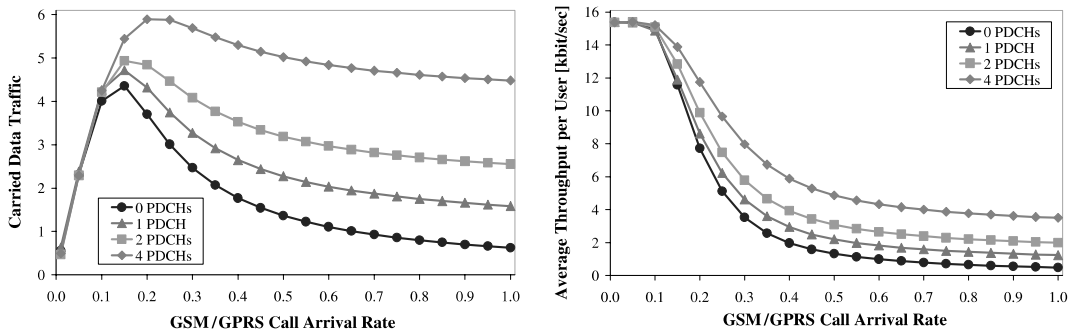 Carried Data Traffic
6
5
4
3
2
1
0
0 PDCHs
1 PDCH
2 PDCHs
4 PDCHs
0.0 0.1 0.2 0.3 0.4 0.5 0.6 0.7 0.8 0.9 1.0
GSM/GPRS Call Arrival Rate
Average Throughput per User [kbit/sec]
16
14
12
10
8
6
4
2
0
0 PDCHs
1 PDCH
2 PDCHs
4 PDCHs
0.0 0.1 0.2 0.3 0.4 0.5 0.6 0.7 0.8 0.9 1.0
GSM/GPRS Call Arrival Rate